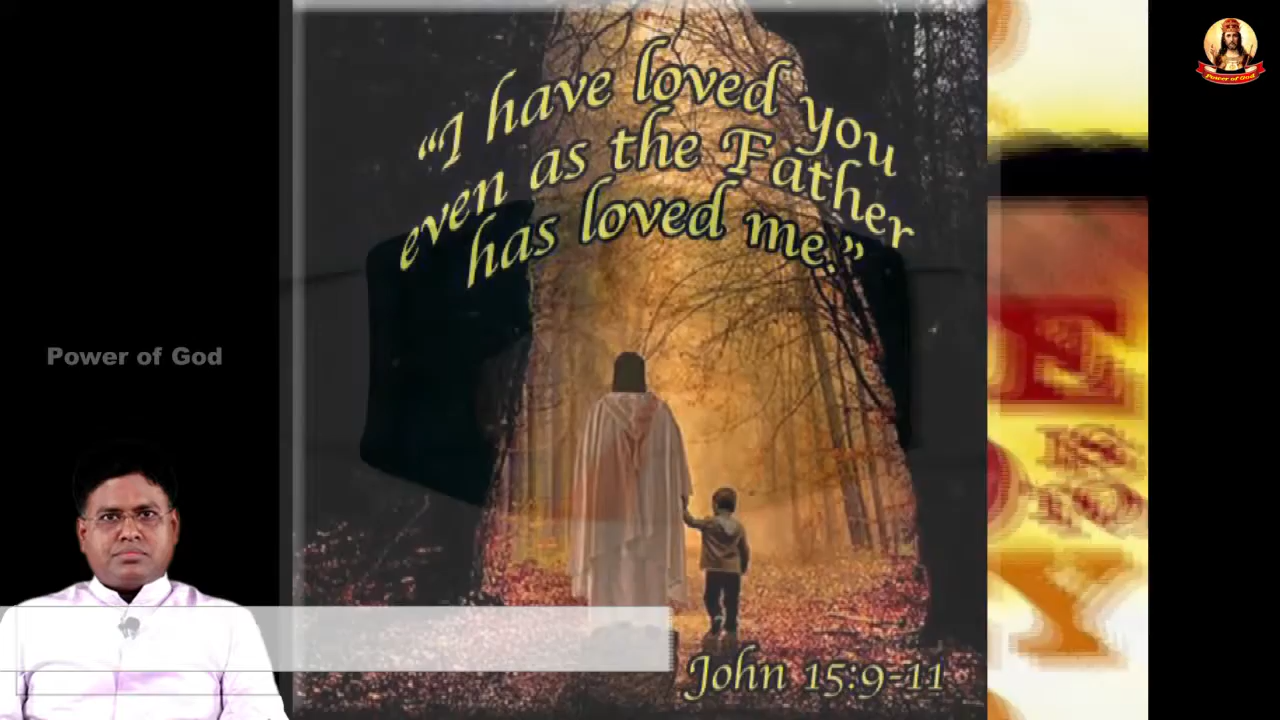 Power of God
“I have loved you
even as the Father
has loved me.”
Power of God
John 15:9-11